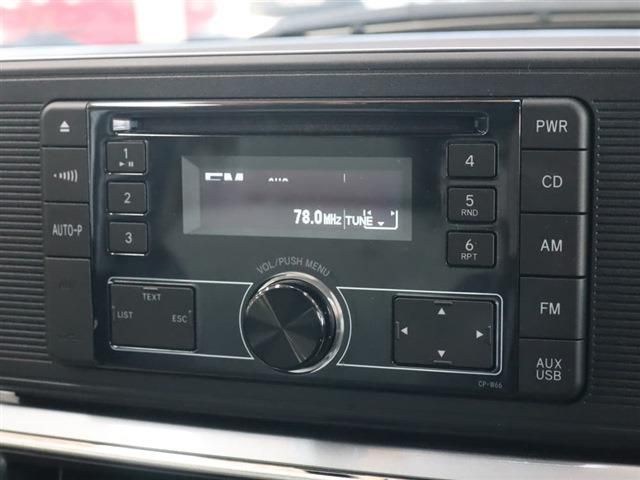 PWR
1
4
CD
FM
2
5
RND
AUTO-P
78.0MHz TUNE
AM
3
6
RPT
VOL/PUSH MENU
TEXT
LIST
ESC
FM
AUX
USB
CP-W66